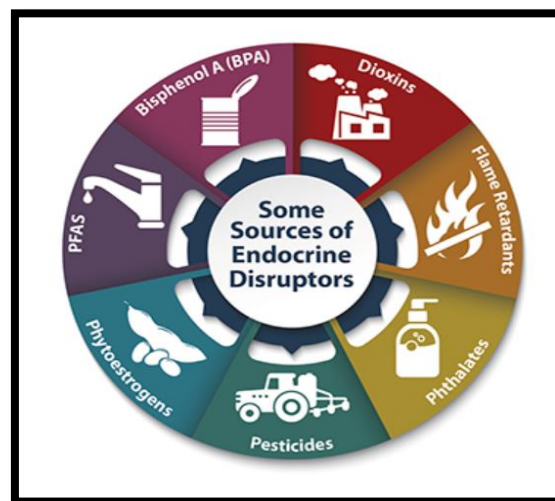 Some
Sources of
Endocrine
Disruptors
Bisphenol A (BPA)
Dioxins
Flame Retardants
Phthalates
Pesticides
Phytoestrogens
PFAS